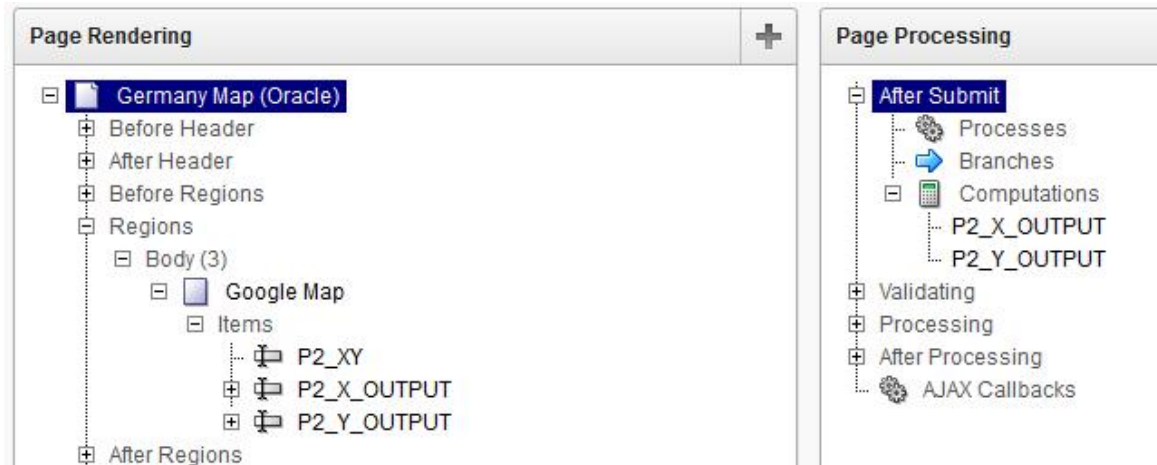 Page Rendering
Germany Map (Oracle)
Before Header
After Header
Before Regions
Regions
Body (3)
Google Map
Items
P2_XY
P2_X_OUTPUT
P2_Y_OUTPUT
After Regions
Page Processing
After Submit
Processes
Branches
Computations
P2_X_OUTPUT
P2_Y_OUTPUT
Validating
Processing
After Processing
AJAX Callbacks